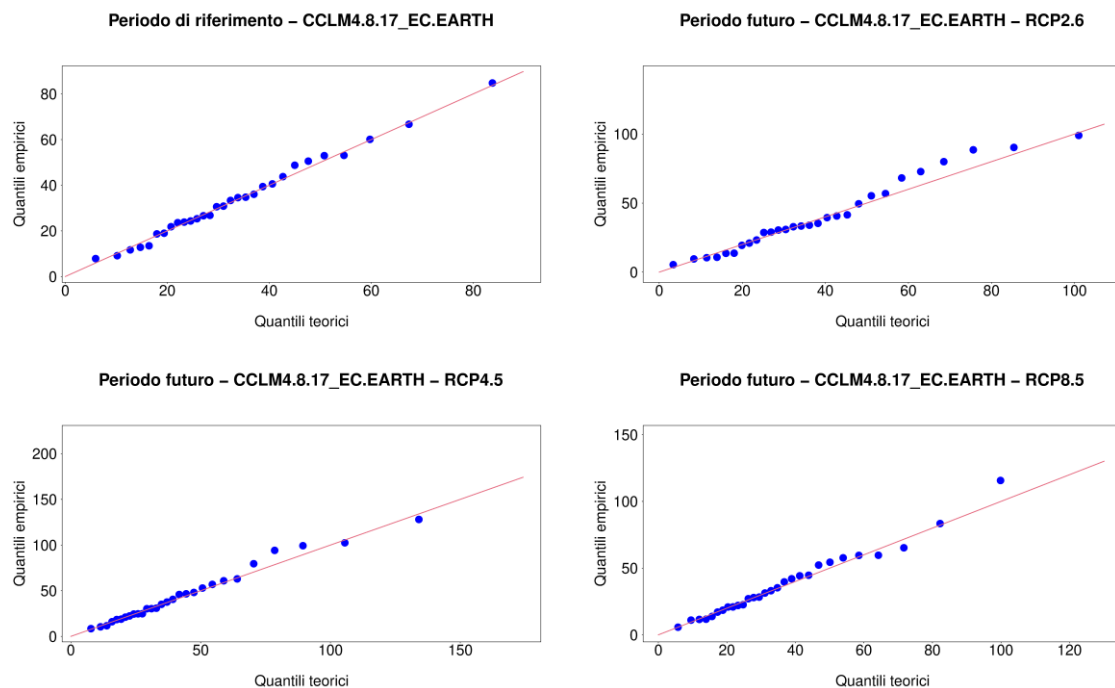 Periodo di riferimento − CCLM4.8.17_EC.EARTH
Quantili empirici
80
60
40
20
0
0 20 40 60 80
Quantili teorici
Periodo futuro − CCLM4.8.17_EC.EARTH − RCP2.6
Quantili empirici
100
50
0
0 20 40 60 80 100
Quantili teorici
Periodo futuro − CCLM4.8.17_EC.EARTH − RCP4.5
Quantili empirici
200
150
100
50
0
0 50 100 150
Quantili teorici
Periodo futuro − CCLM4.8.17_EC.EARTH − RCP8.5
Quantili empirici
150
100
50
0
0 20 40 60 80 100 120
Quantili teorici